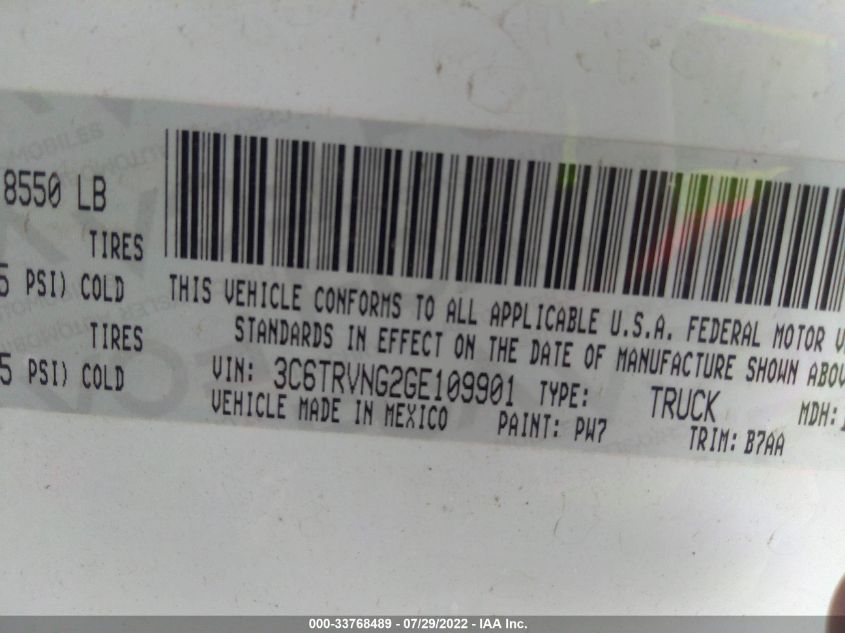 8550 LB
TIRES
5 PSI) COLD
TIRES
5 PSI) COLD
THIS VEHICLE CONFORMS TO ALL APPLICABLE U.S.A. FEDERAL MOTOR V
STANDARDS IN EFFECT ON THE DATE OF MANUFACTURE SHOWN ABOV
VIN: 3C6TRVNG2GE109901 TYPE: TRUCK MDH:
VEHICLE MADE IN MEXICO PAINT: PW7 TRIM: B7AA
000-33768489 - 07/29/2022 - IAA Inc.